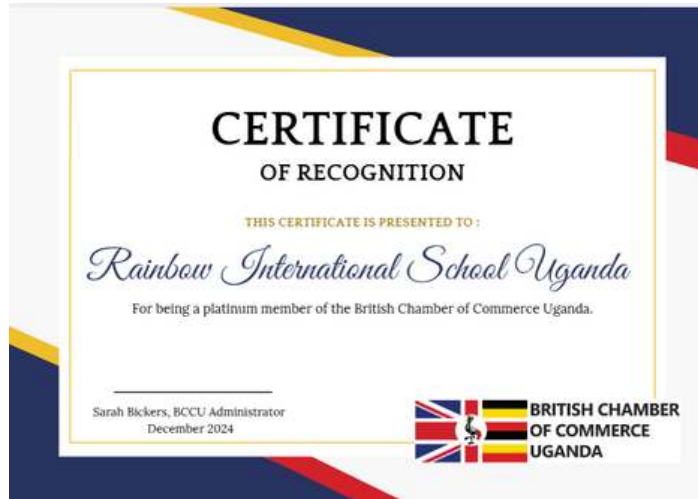 CERTIFICATE
OF RECOGNITION
THIS CERTIFICATE IS PRESENTED TO :
Rainbow International School Uganda
For being a platinum member of the British Chamber of Commerce Uganda.
Sarah Bickers, BCCU Administrator
December 2024
BRITISH CHAMBER
OF COMMERCE
UGANDA